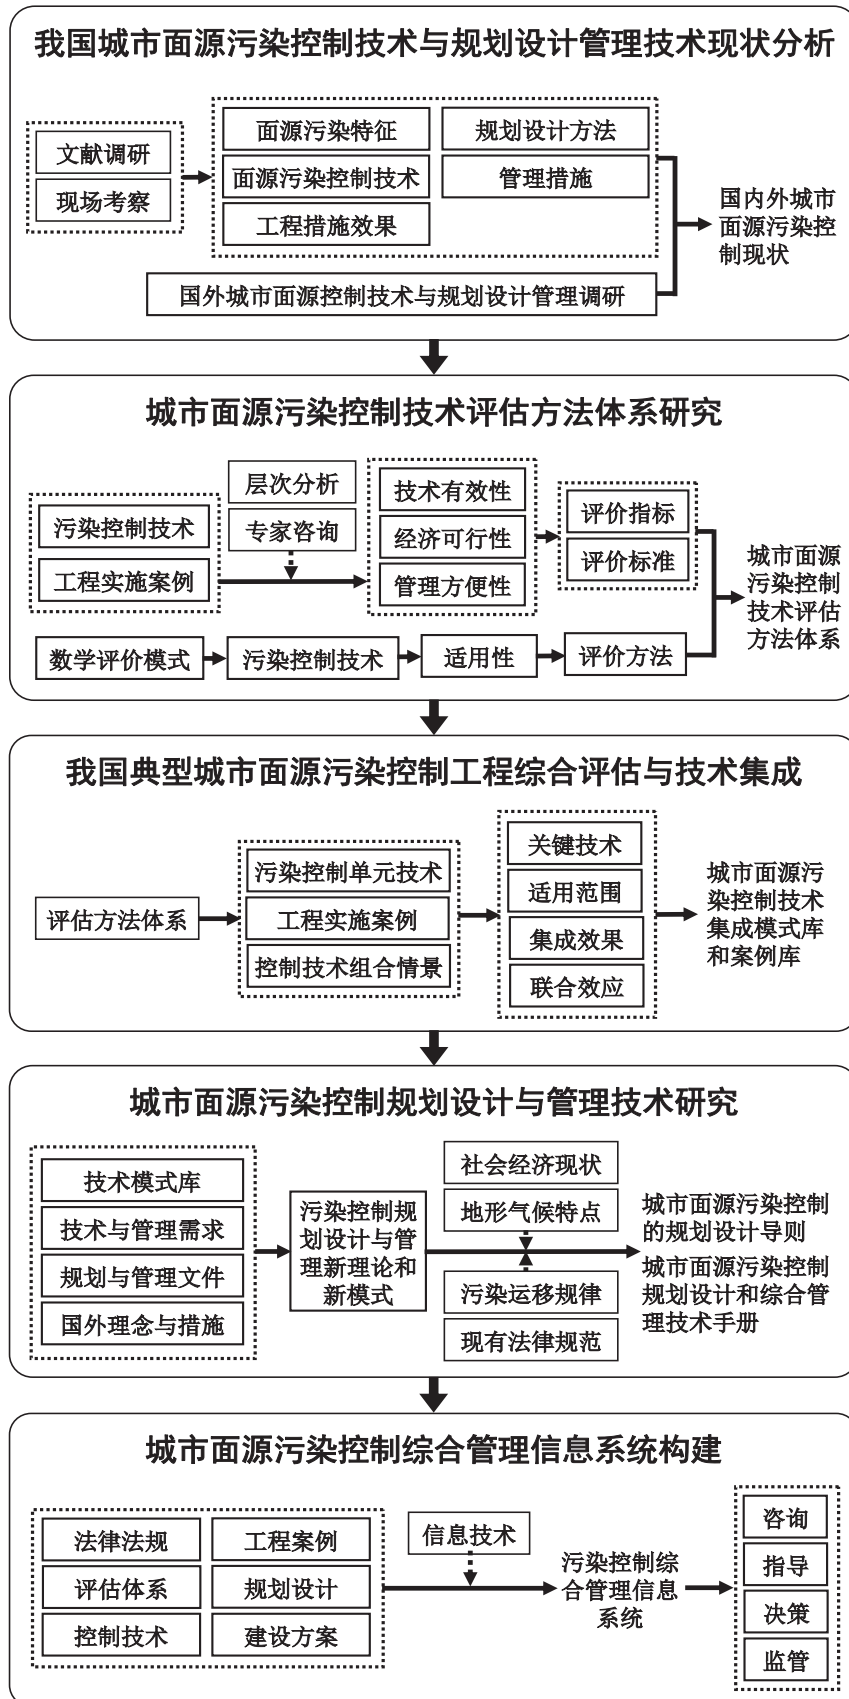 我国城市面源污染控制技术与规划设计管理技术现状分析
文献调研
现场考察
面源污染特征
面源污染控制技术
工程措施效果
规划设计方法
管理措施
国外城市面源控制技术与规划设计管理调研
国内外城市
面源污染控
制现状
城市面源污染控制技术评估方法体系研究
污染控制技术
工程实施案例
层次分析
专家咨询
技术有效性
经济可行性
管理方便性
评价指标
评价标准
数学评价模式
污染控制技术
适用性
评价方法
城市面源
污染控制
技术评估
方法体系
我国典型城市面源污染控制工程综合评估与技术集成
评估方法体系
污染控制单元技术
工程实施案例
控制技术组合情景
关键技术
适用范围
集成效果
联合效应
城市面源污
染控制技术
集成模式库
和案例库
城市面源污染控制规划设计与管理技术研究
技术模式库
技术与管理需求
规划与管理文件
国外理念与措施
污染控制规
划设计与管
理新理论和
新模式
社会经济现状
地形气候特点
污染运移规律
现有法律规范
城市面源污染控制
的规划设计导则
城市面源污染控制
规划设计和综合管
理技术手册
城市面源污染控制综合管理信息系统构建
法律法规
评估体系
控制技术
工程案例
规划设计
建设方案
信息技术
污染控制综
合管理信息
系统
咨询
指导
决策
监管